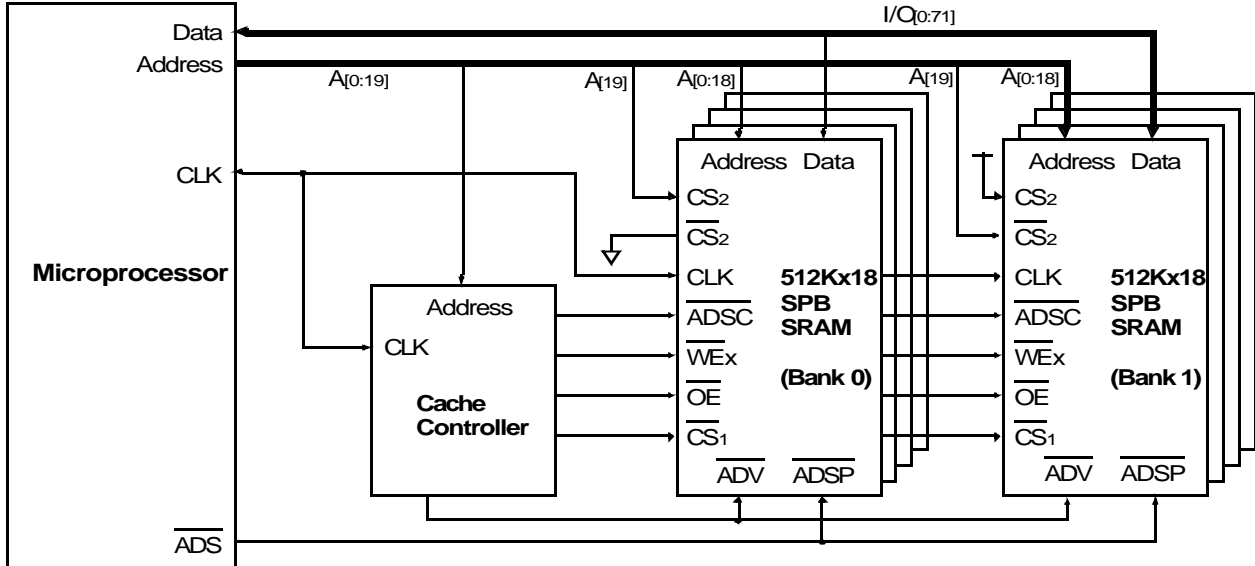 I/O[0:71]
Data
Address
A[0:19]
A[19]
A[0:18]
A[19]
A[0:18]
CLK
Microprocessor
ADS
Address
CLK
Cache
Controller
Address Data
CS2
CS2
CLK
ADSC
WEx
OE
CS1
ADV ADSP
512Kx18
SPB
SRAM
(Bank 0)
Address Data
CS2
CS2
CLK
ADSC
WEx
OE
CS1
ADV ADSP
512Kx18
SPB
SRAM
(Bank 1)